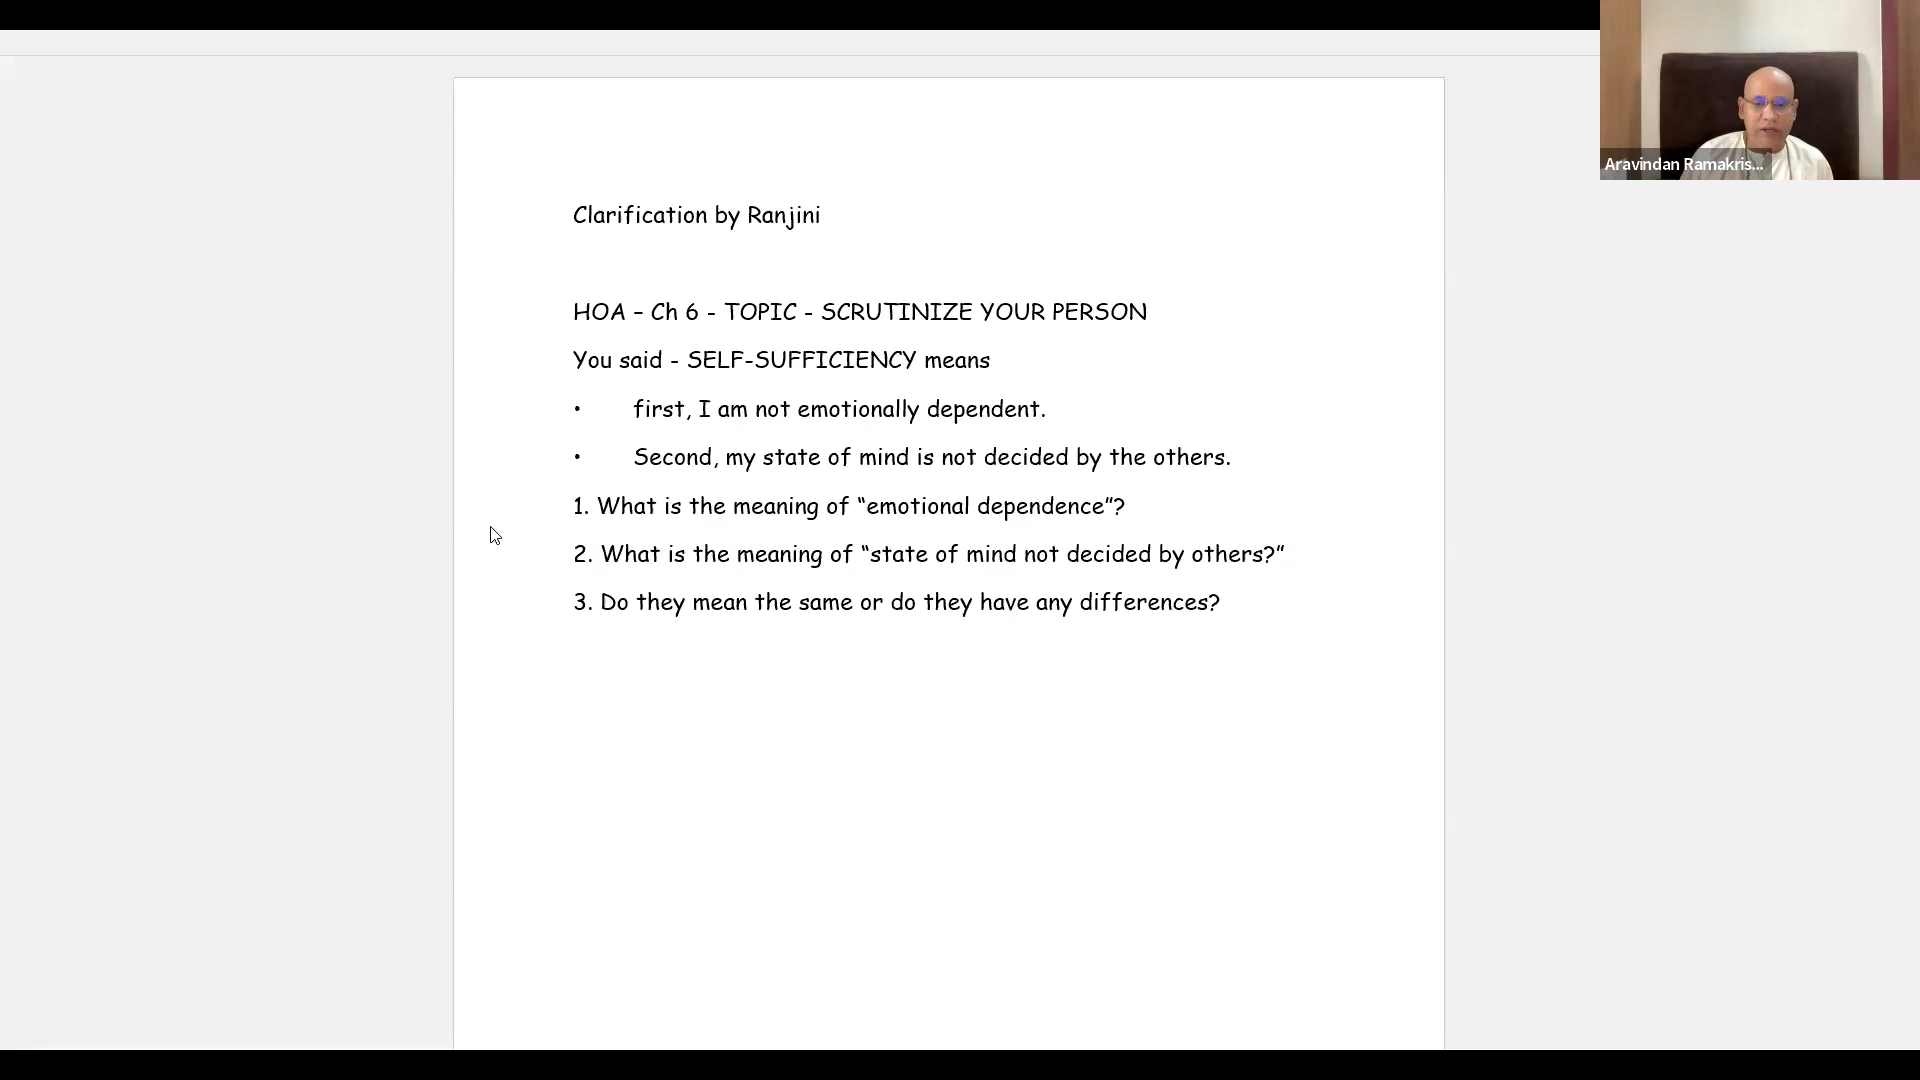 Aravindan Ramakris...
Clarification by Ranjini
HOA – Ch 6 - TOPIC - SCRUTINIZE YOUR PERSON
You said - SELF-SUFFICIENCY means
• first, I am not emotionally dependent.
• Second, my state of mind is not decided by the others.
1. What is the meaning of “emotional dependence”?
2. What is the meaning of “state of mind not decided by others?”
3. Do they mean the same or do they have any differences?